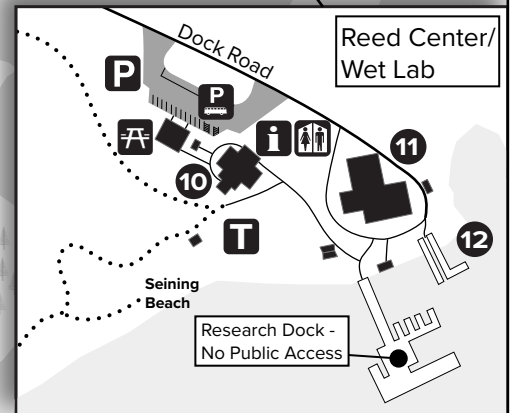 Reed Center/
Wet Lab
Dock Road
P
P
i
11
10
T
12
Seining
Beach
Research Dock -
No Public Access